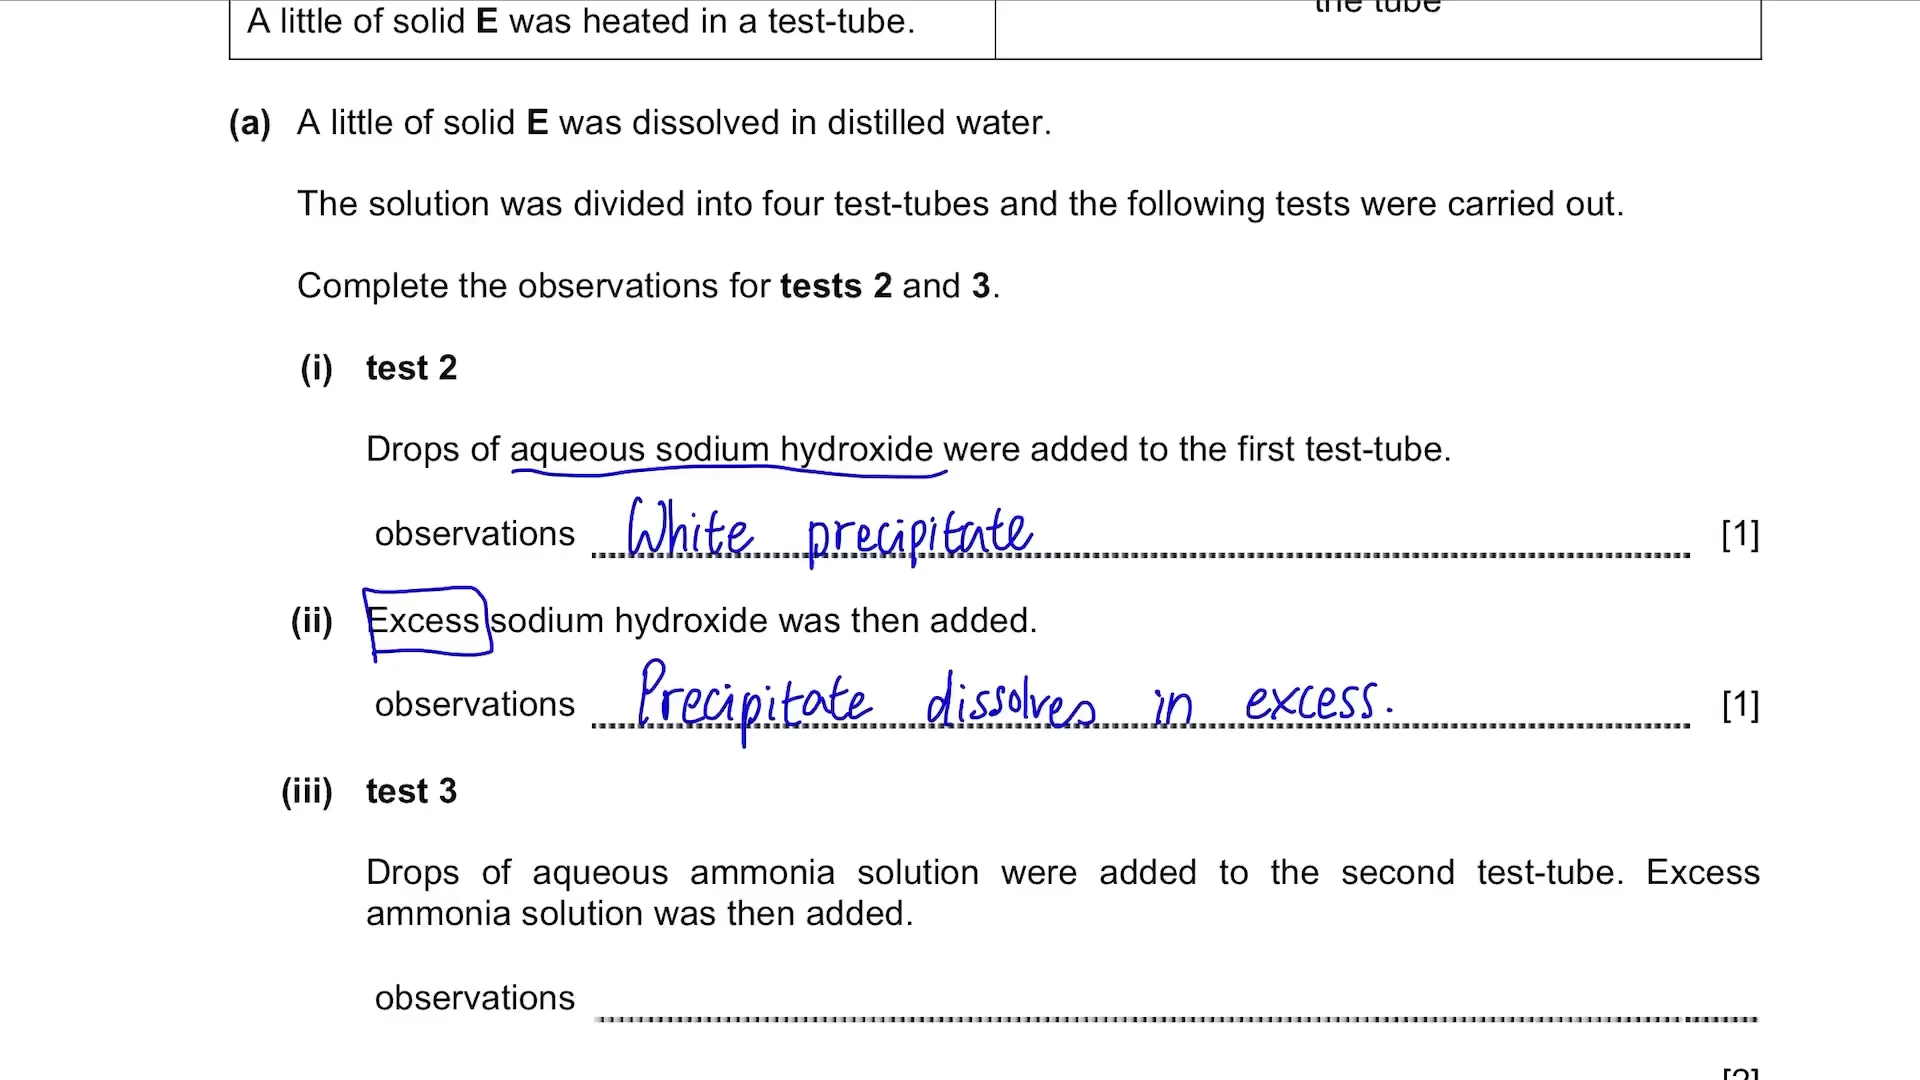 the tube
A little of solid E was heated in a test-tube.
(a) A little of solid E was dissolved in distilled water.
The solution was divided into four test-tubes and the following tests were carried out.
Complete the observations for tests 2 and 3.
(i) test 2
Drops of aqueous sodium hydroxide were added to the first test-tube.
observations White precipitate [1]
(ii) Excess sodium hydroxide was then added.
observations Precipitate dissolves in excess. [1]
(iii) test 3
Drops of aqueous ammonia solution were added to the second test-tube. Excess
ammonia solution was then added.
observations
[2]